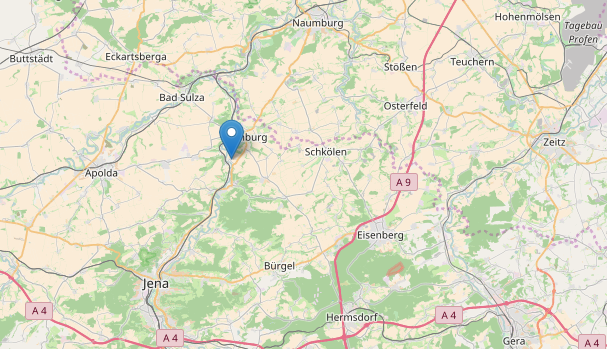 Naumburg
Hohenmölsen
Tagebau
Profen
Buttstädt
Eckartsberga
Stößen
Teuchern
Bad Sulza
Osterfeld
nburg
Schkölen
Zeitz
Apolda
A 9
Eisenberg
Bürgel
Jena
A 4
Hermsdorf
A 4
A 4
Gera
A 4